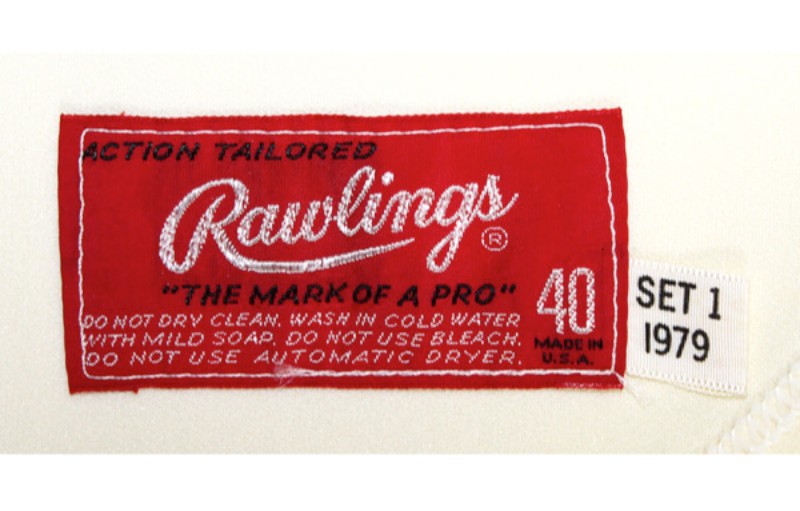 ACTION TAILORED
Rawlings®
"THE MARK OF A PRO"
DO NOT DRY CLEAN. WASH IN COLD WATER
WITH MILD SOAP. DO NOT USE BLEACH.
DO NOT USE AUTOMATIC DRYER.
40
MADE IN
U.S.A.
SET 1
1979